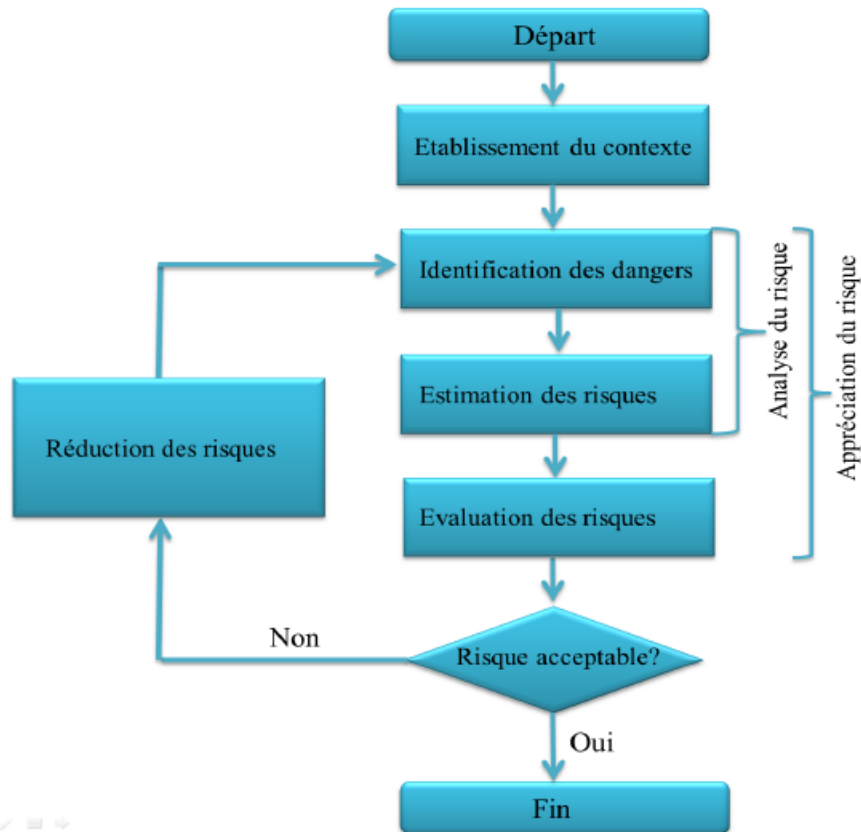 Départ
Etablissement du contexte
Identification des dangers
Estimation des risques
Evaluation des risques
Analyse du risque
Appréciation du risque
Réduction des risques
Risque acceptable?
Non
Oui
Fin